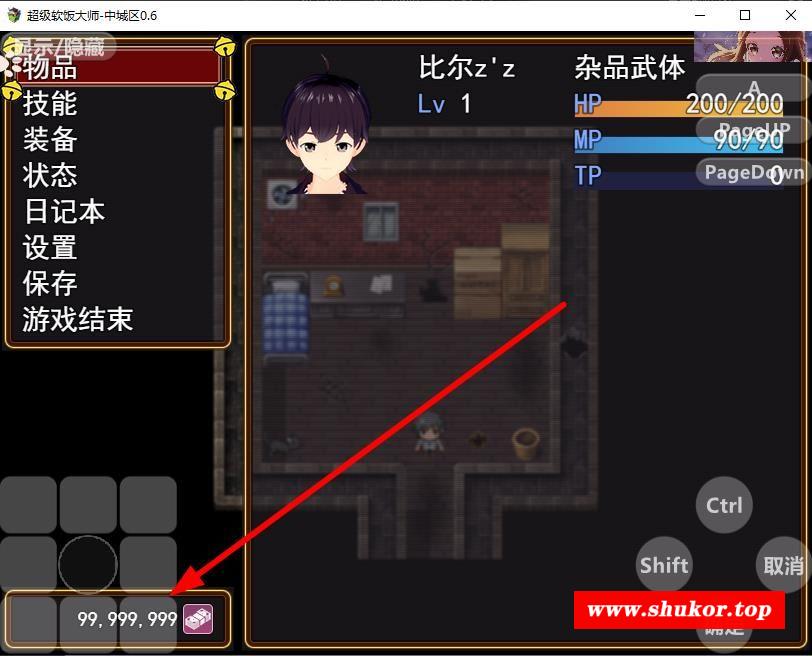 超级软饭大师-中城区0.6
显示/隐藏
物品
技能
装备
状态
日记本
设置
保存
游戏结束
比尔z'z
Lv 1
杂品武体
HP 200/200
MP 90/90
TP 0
A
PageUP
PageDown
Ctrl
Shift
取消
确定
99,999,999
www.shukor.top